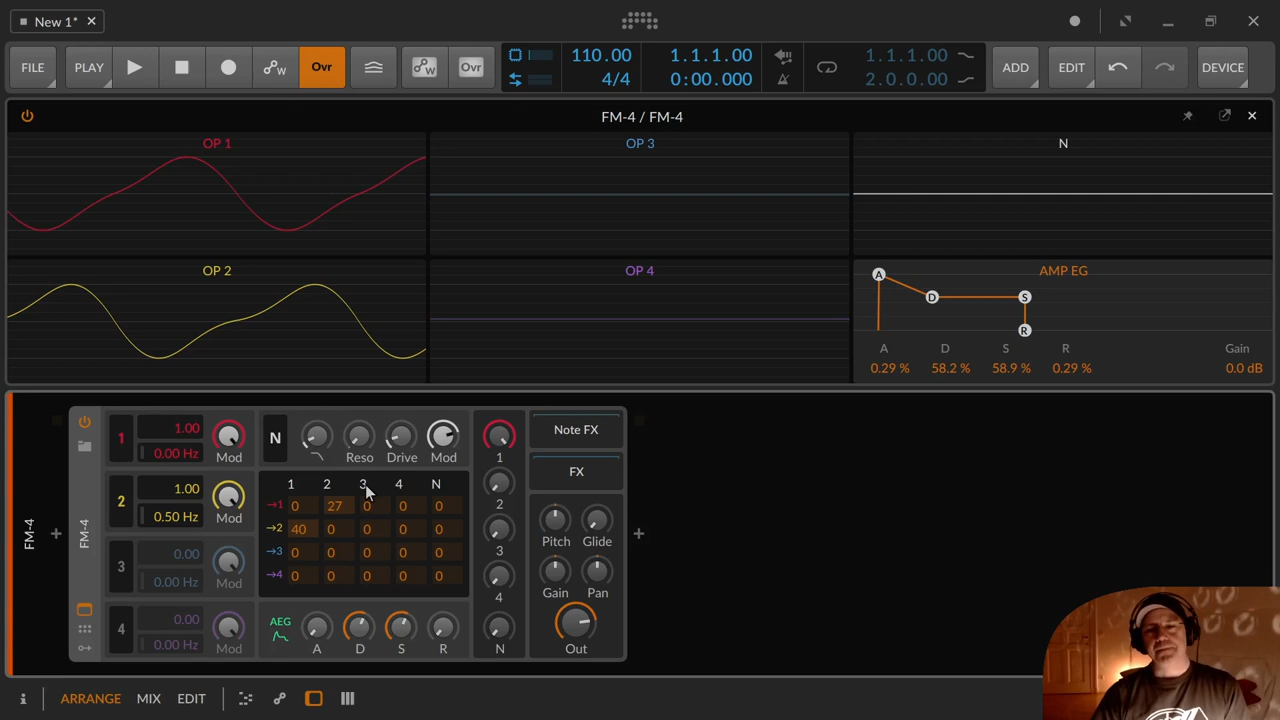 New 1*
FILE
PLAY
Ovr
Ovr
110.00
4/4
1.1.1.00
0:00.000
1.1.1.00
2.0.0.00
ADD
EDIT
DEVICE
FM-4 / FM-4
OP 1
OP 3
N
OP 2
OP 4
AMP EG
A
D
S
R
A D S R Gain
0.29 % 58.2 % 58.9 % 0.29 % 0.0 dB
FM-4
FM-4
1
1.00
0.00 Hz
Mod
2
1.00
0.50 Hz
Mod
3
0.00
0.00 Hz
Mod
4
0.00
0.00 Hz
Mod
N
Reso Drive Mod
1 2 3 4 N
→1 0 27 0 0 0
→2 40 0 0 0 0
→3 0 0 0 0 0
→4 0 0 0 0 0
AEG
A D S R
1
2
3
4
N
Note FX
FX
Pitch Glide
Gain Pan
Out
ARRANGE MIX EDIT